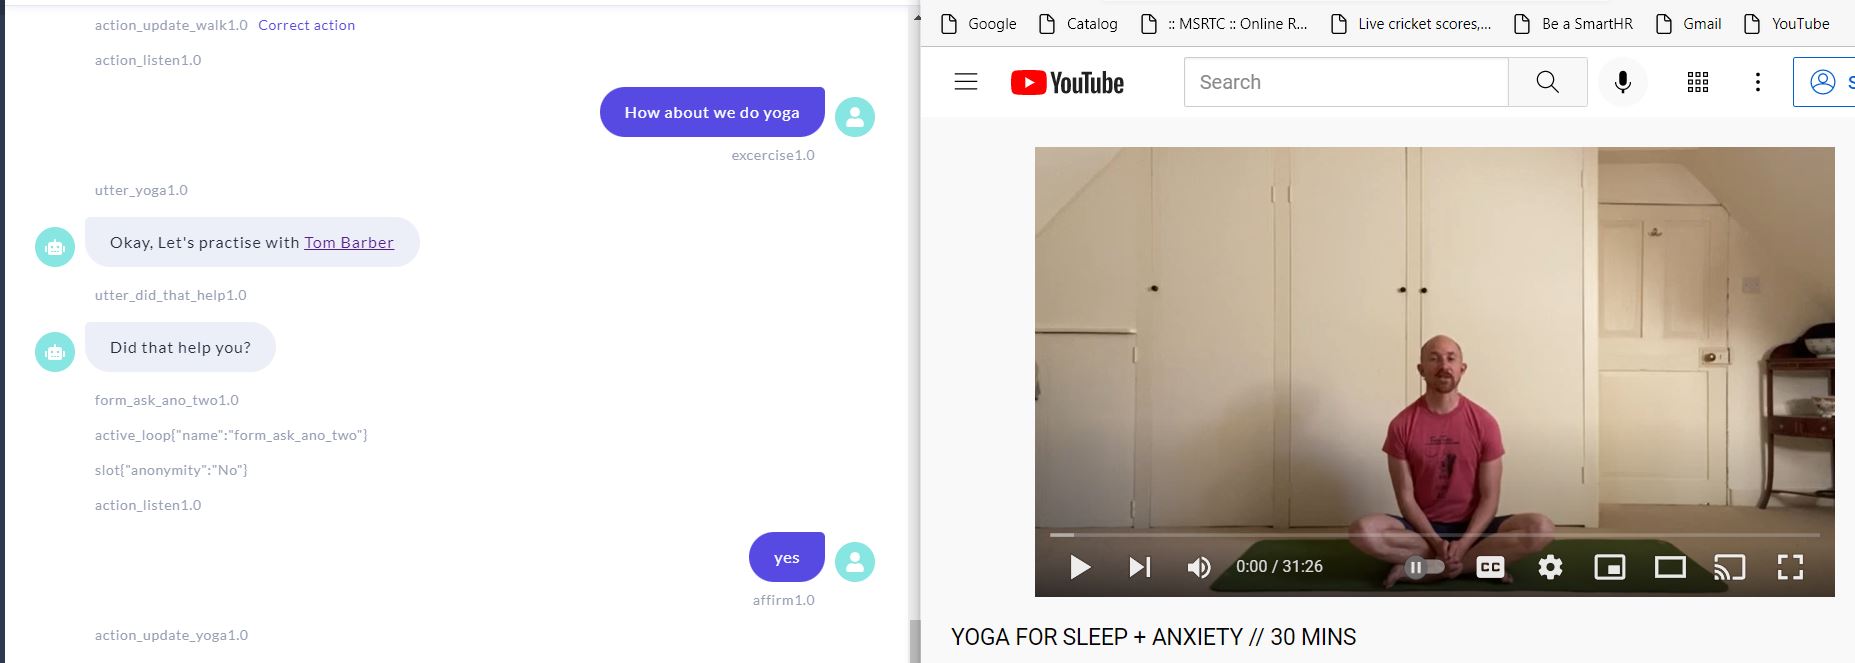 action_update_walk1.0 Correct action
action_listen1.0
How about we do yoga
excercise1.0
utter_yoga1.0
Okay, Let's practise with Tom Barber
utter_did_that_help1.0
Did that help you?
form_ask_ano_two1.0
active_loop{"name":"form_ask_ano_two"}
slot{"anonymity":"No"}
action_listen1.0
yes
affirm1.0
action_update_yoga1.0
Google Catalog :: MSRTC :: Online R... Live cricket scores,... Be a SmartHR Gmail YouTube
YouTube Search S
0:00 / 31:26 CC
YOGA FOR SLEEP + ANXIETY // 30 MINS